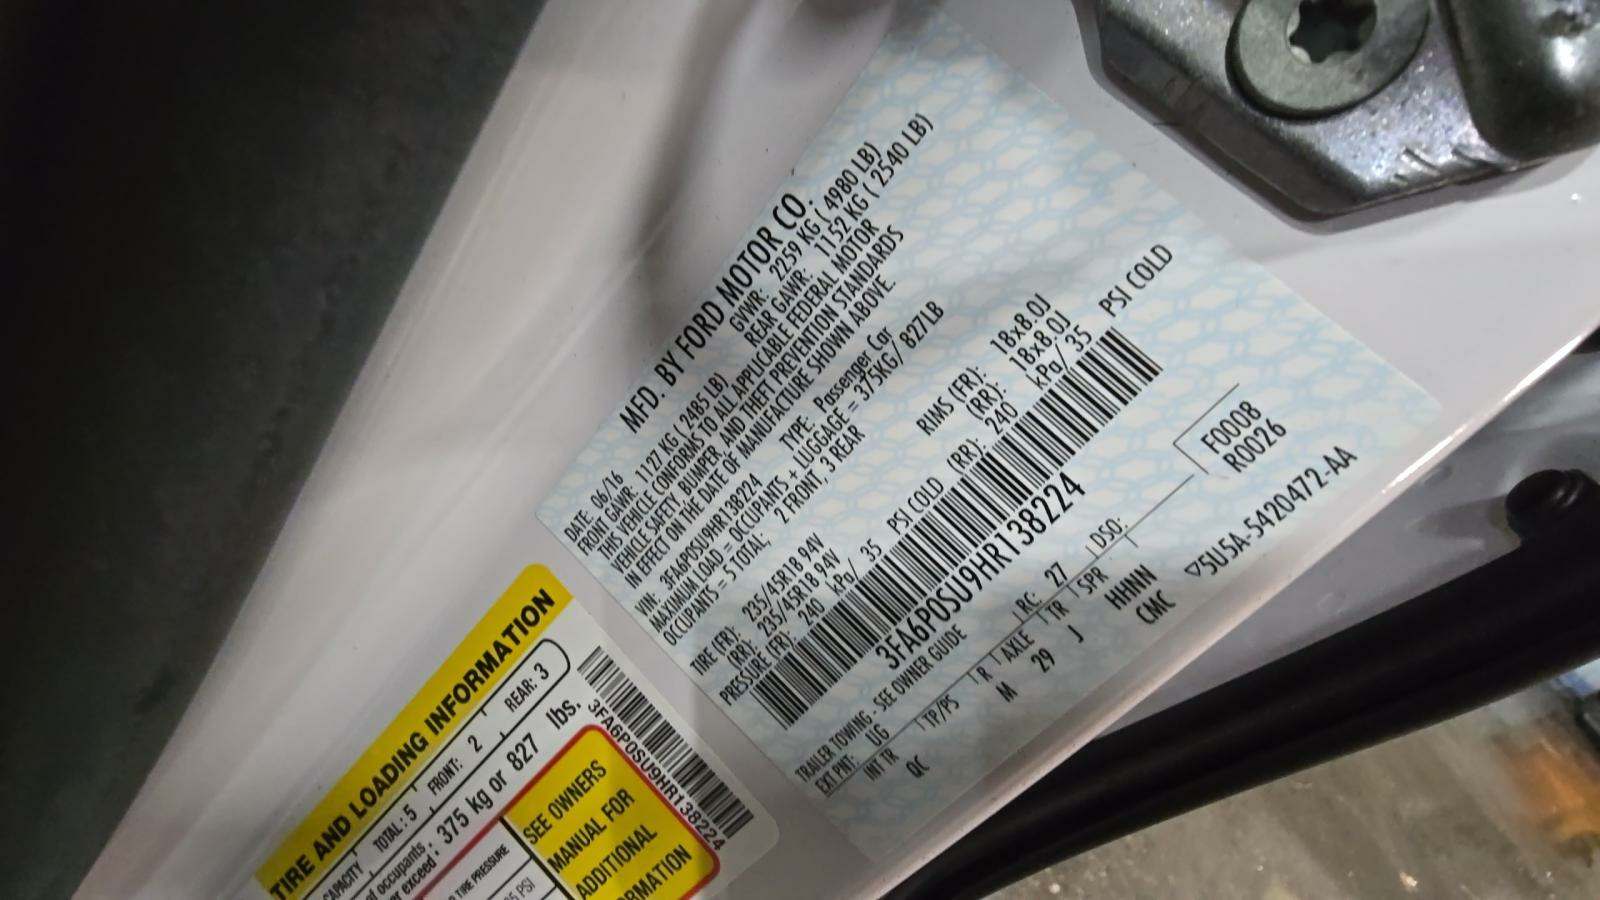 MFD. BY FORD MOTOR CO.
DATE: 06/16 GVWR: 2259 KG ( 4980 LB)
FRONT GAWR: 1127 KG ( 2485 LB) REAR GAWR: 1152 KG ( 2540 LB)
THIS VEHICLE CONFORMS TO ALL APPLICABLE FEDERAL MOTOR
VEHICLE SAFETY, BUMPER, AND THEFT PREVENTION STANDARDS
IN EFFECT ON THE DATE OF MANUFACTURE SHOWN ABOVE.
VIN: 3FA6P0SU9HR138224 TYPE: Passenger Car
MAXIMUM LOAD = OCCUPANTS + LUGGAGE = 375KG/ 827LB
OCCUPANTS = 5 TOTAL; 2 FRONT, 3 REAR
TIRE (FR): 235/45R18 94V RIMS (FR): 18x8.0J
(RR): 235/45R18 94V (RR): 18x8.0J
PRESSURE (FR): 240 kPa/ 35 PSI COLD (RR): 240 kPa/ 35 PSI COLD
3FA6P0SU9HR138224
F0008
R0026
TRAILER TOWING - SEE OWNER GUIDE
EXT PNT: UG RC: 27 DSO:
INT TR TP/PS R AXLE TR SPR
QC M 29 J HHNN
CMC
▽5U5A-5420472-AA
TIRE AND LOADING INFORMATION
CAPACITY TOTAL: 5 FRONT: 2 REAR: 3
of occupants
er exceed: 375 kg or 827 lbs.
TIRE PRESSURE
PSI
SEE OWNERS
MANUAL FOR
ADDITIONAL
ORMATION
3FA6P0SU9HR138224